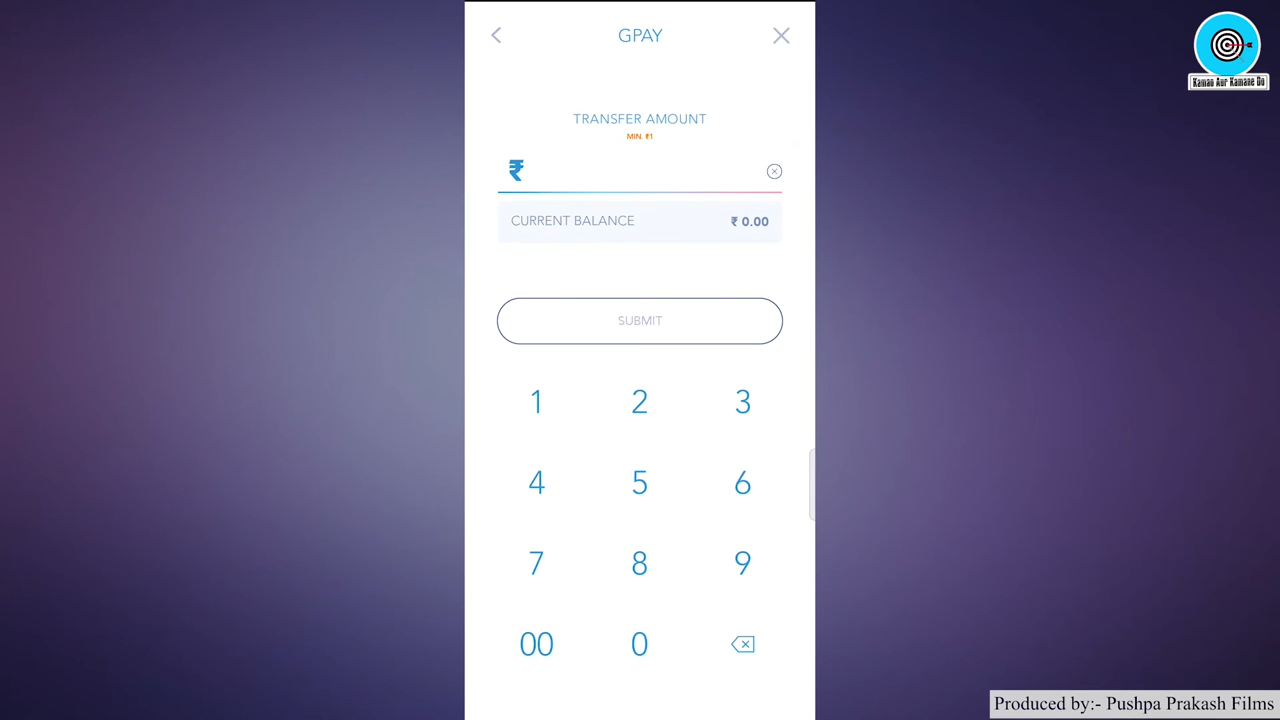 GPAY
Kamao Aur Kamane Do
TRANSFER AMOUNT
MIN. ₹1
₹
CURRENT BALANCE ₹ 0.00
SUBMIT
1 2 3
4 5 6
7 8 9
00 0
Produced by:- Pushpa Prakash Films